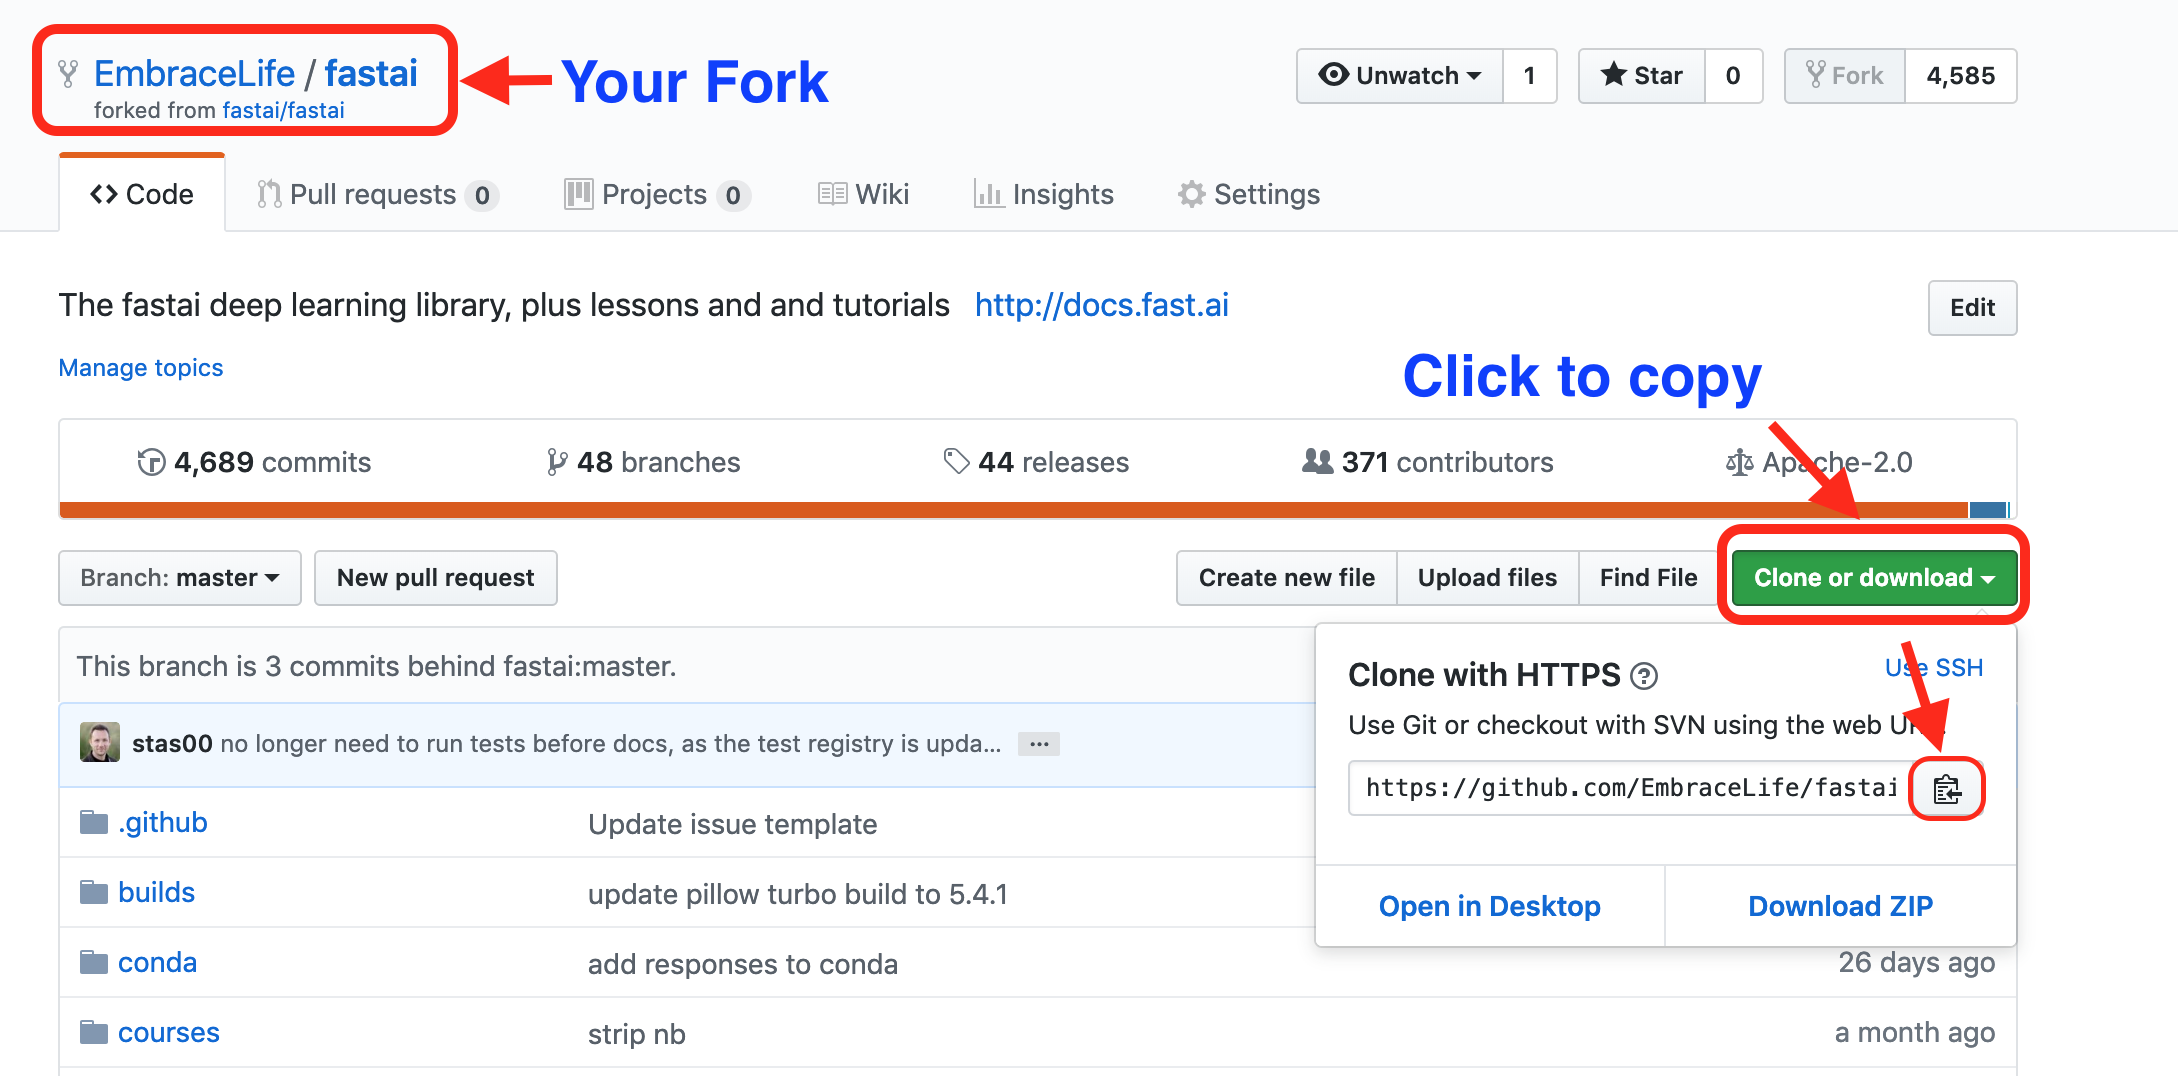 EmbraceLife / fastai
forked from fastai/fastai
Your Fork
Unwatch 1
Star 0
Fork 4,585
Code
Pull requests 0
Projects 0
Wiki
Insights
Settings
The fastai deep learning library, plus lessons and and tutorials http://docs.fast.ai
Edit
Manage topics
Click to copy
4,689 commits
48 branches
44 releases
371 contributors
Apache-2.0
Branch: master
New pull request
Create new file
Upload files
Find File
Clone or download
This branch is 3 commits behind fastai:master.
Clone with HTTPS ?
Use SSH
Use Git or checkout with SVN using the web URL.
https://github.com/EmbraceLife/fastai
Open in Desktop
Download ZIP
stas00 no longer need to run tests before docs, as the test registry is upda... ...
.github Update issue template
builds update pillow turbo build to 5.4.1
conda add responses to conda 26 days ago
courses strip nb a month ago